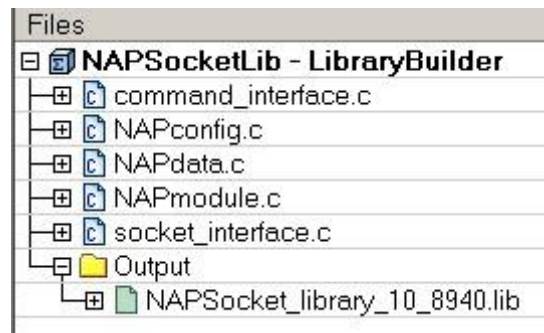 Files
NAPSocketLib - LibraryBuilder
command_interface.c
NAPconfig.c
NAPdata.c
NAPmodule.c
socket_interface.c
Output
NAPSocket_library_10_8940.lib